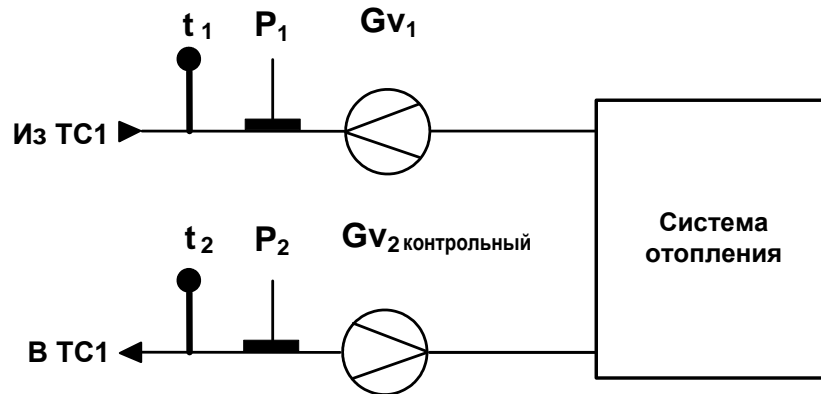 t 1 P1 Gv1
Из ТС1
Система
отопления
t 2 P2 Gv2 контрольный
В ТС1